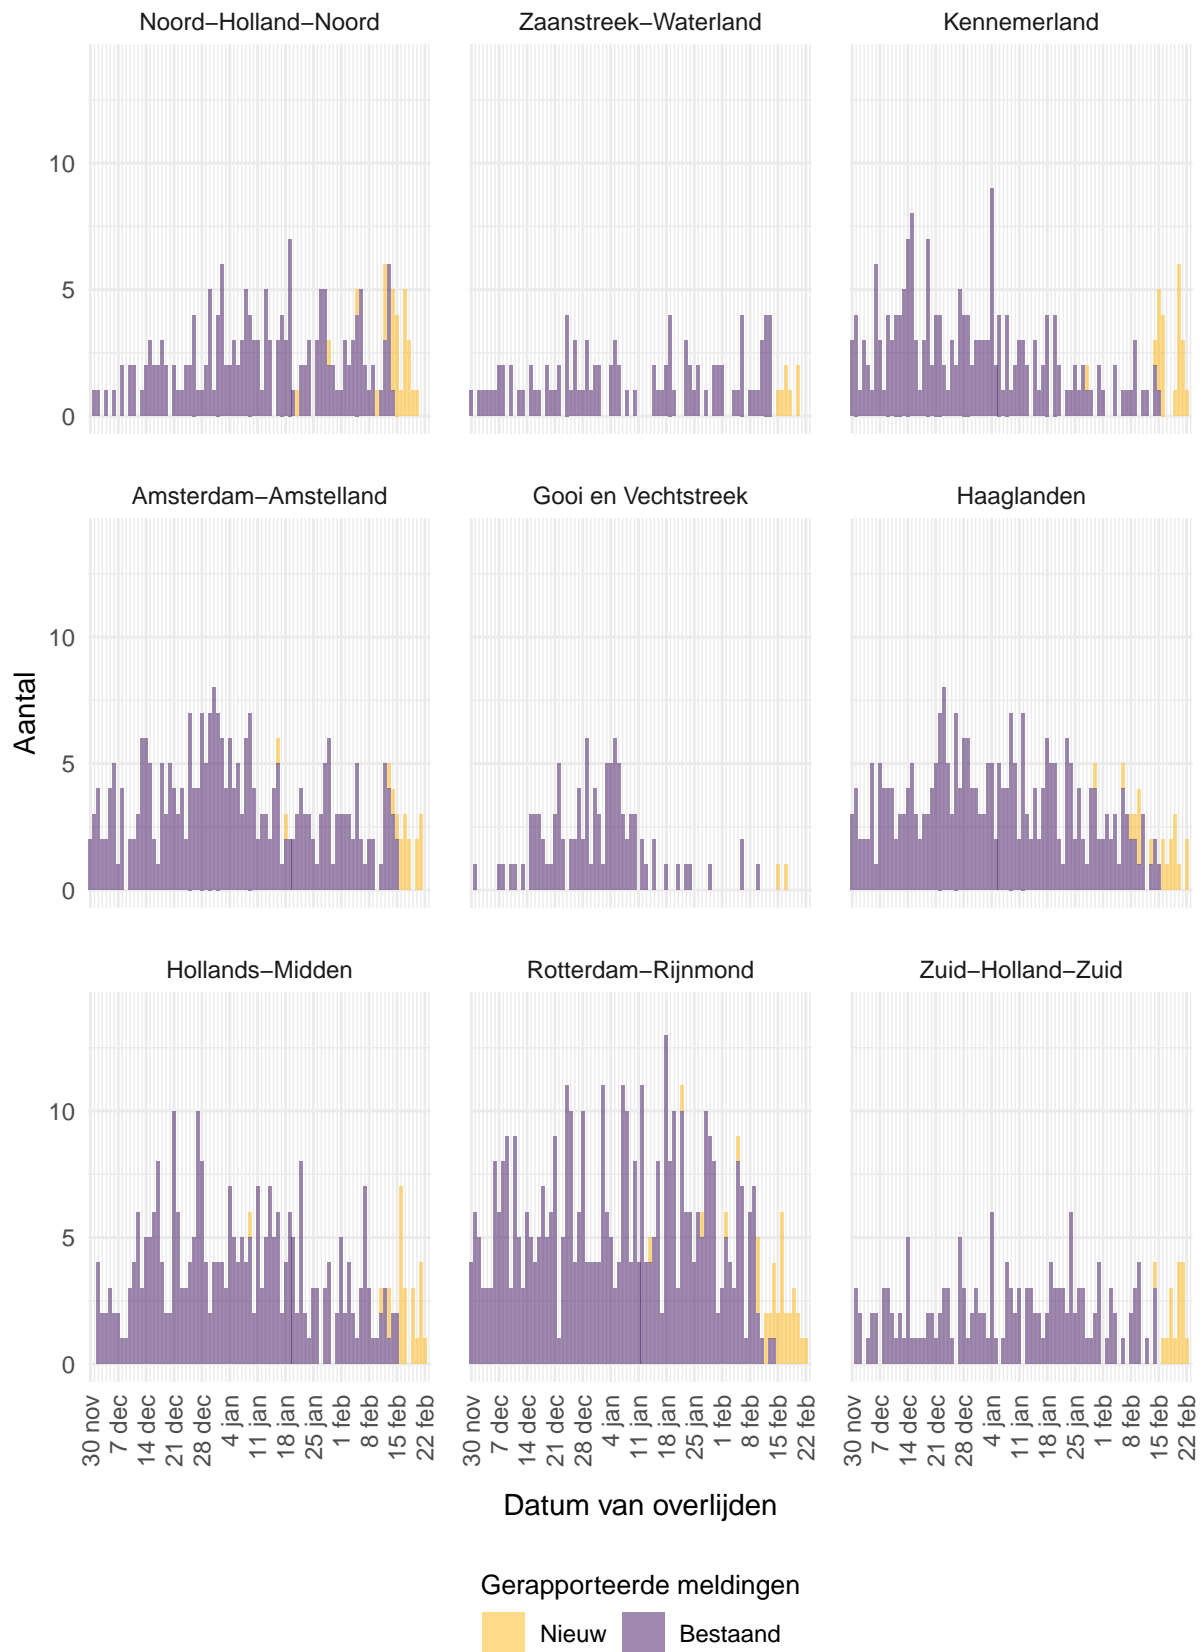 Noord−Holland−Noord
Zaanstreek−Waterland
Kennemerland
10
5
0
Amsterdam−Amstelland
Gooi en Vechtstreek
Haaglanden
10
5
0
Aantal
Hollands−Midden
Rotterdam−Rijnmond
Zuid−Holland−Zuid
10
5
0
30 nov
7 dec
14 dec
21 dec
28 dec
4 jan
11 jan
18 jan
25 jan
1 feb
8 feb
15 feb
22 feb
30 nov
7 dec
14 dec
21 dec
28 dec
4 jan
11 jan
18 jan
25 jan
1 feb
8 feb
15 feb
22 feb
30 nov
7 dec
14 dec
21 dec
28 dec
4 jan
11 jan
18 jan
25 jan
1 feb
8 feb
15 feb
22 feb
Datum van overlijden
Gerapporteerde meldingen
Nieuw
Bestaand